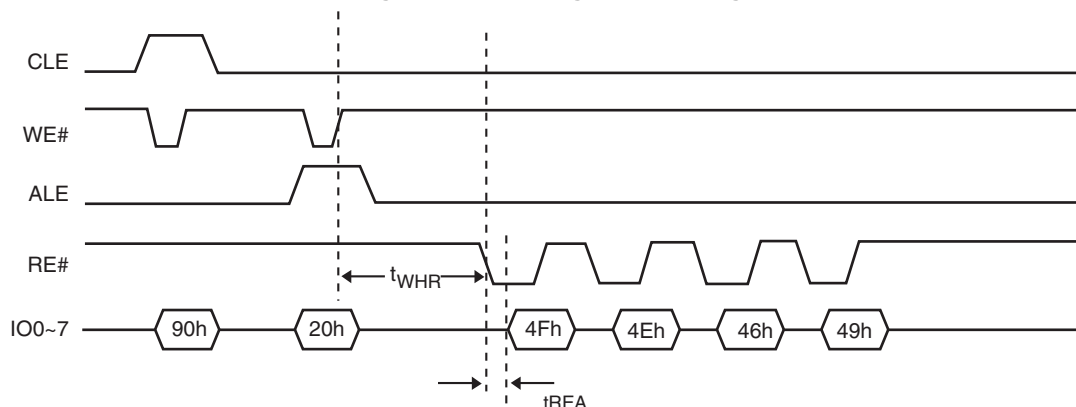 CLE
WE#
ALE
RE#
tWHR
IO0~7 90h 20h 4Fh 4Eh 46h 49h
tREA